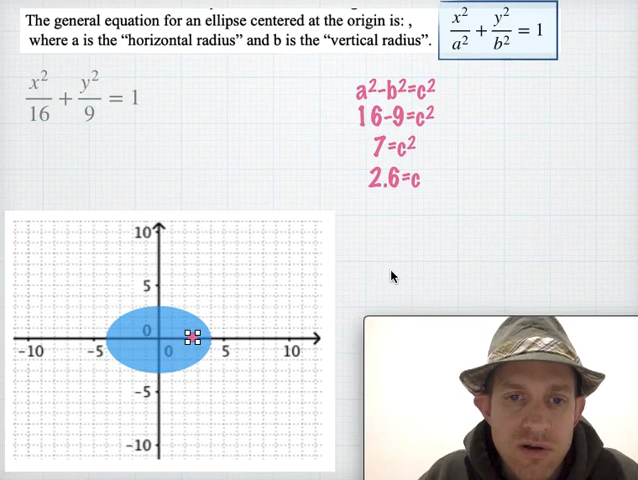 The general equation for an ellipse centered at the origin is: ,
where a is the “horizontal radius” and b is the “vertical radius”.
x²/a² + y²/b² = 1
x²/16 + y²/9 = 1
a²-b²=c²
16-9=c²
7=c²
2.6=c
10
5
0
-10 -5 0 5 10
-5
-10